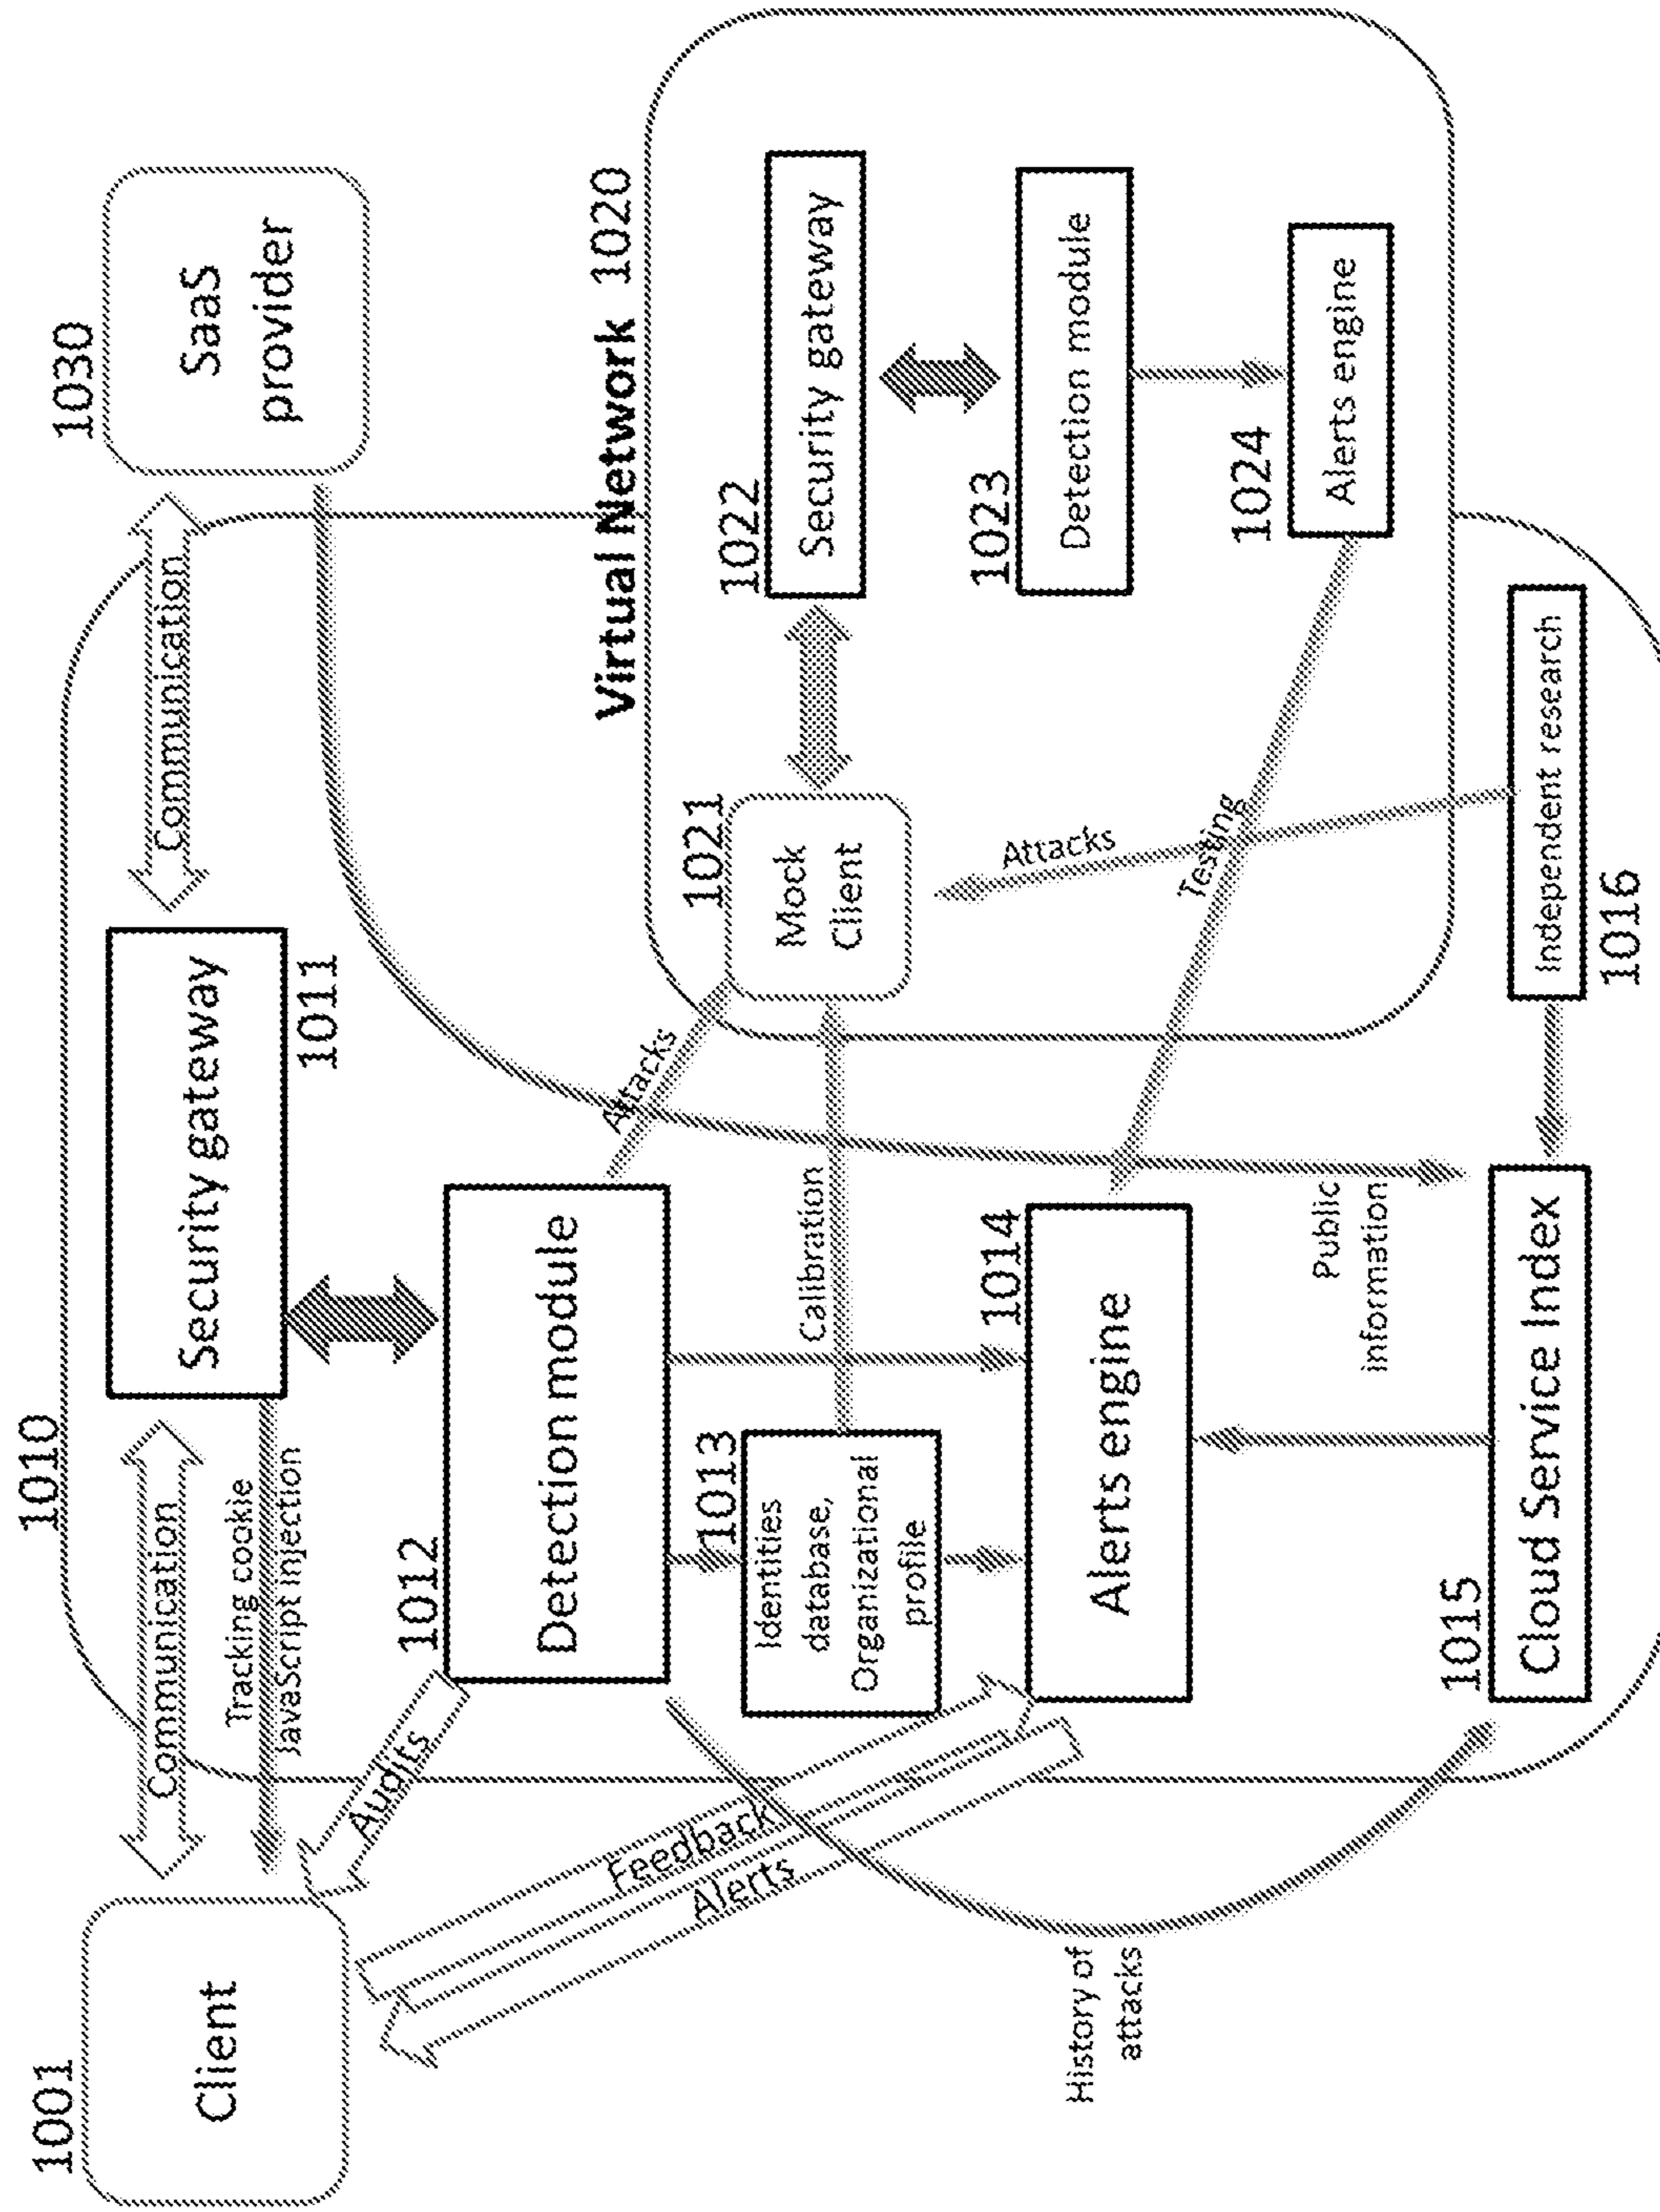 1001
Client
Communication
Tracking cookie
JavaScript injection
Audits
Feedback
Alerts
History of
attacks
1010
Security gateway
1011
1012
Detection module
1013
Identities
database,
Organizational
profile
1014
Alerts engine
1015
Cloud Service Index
Communication
1030
SaaS
provider
Attacks
Calibration
Public
information
Virtual Network 1020
1021
Mock
Client
1022
Security gateway
1023
Detection module
1024
Alerts engine
Attacks
Testing
Independent research
1016